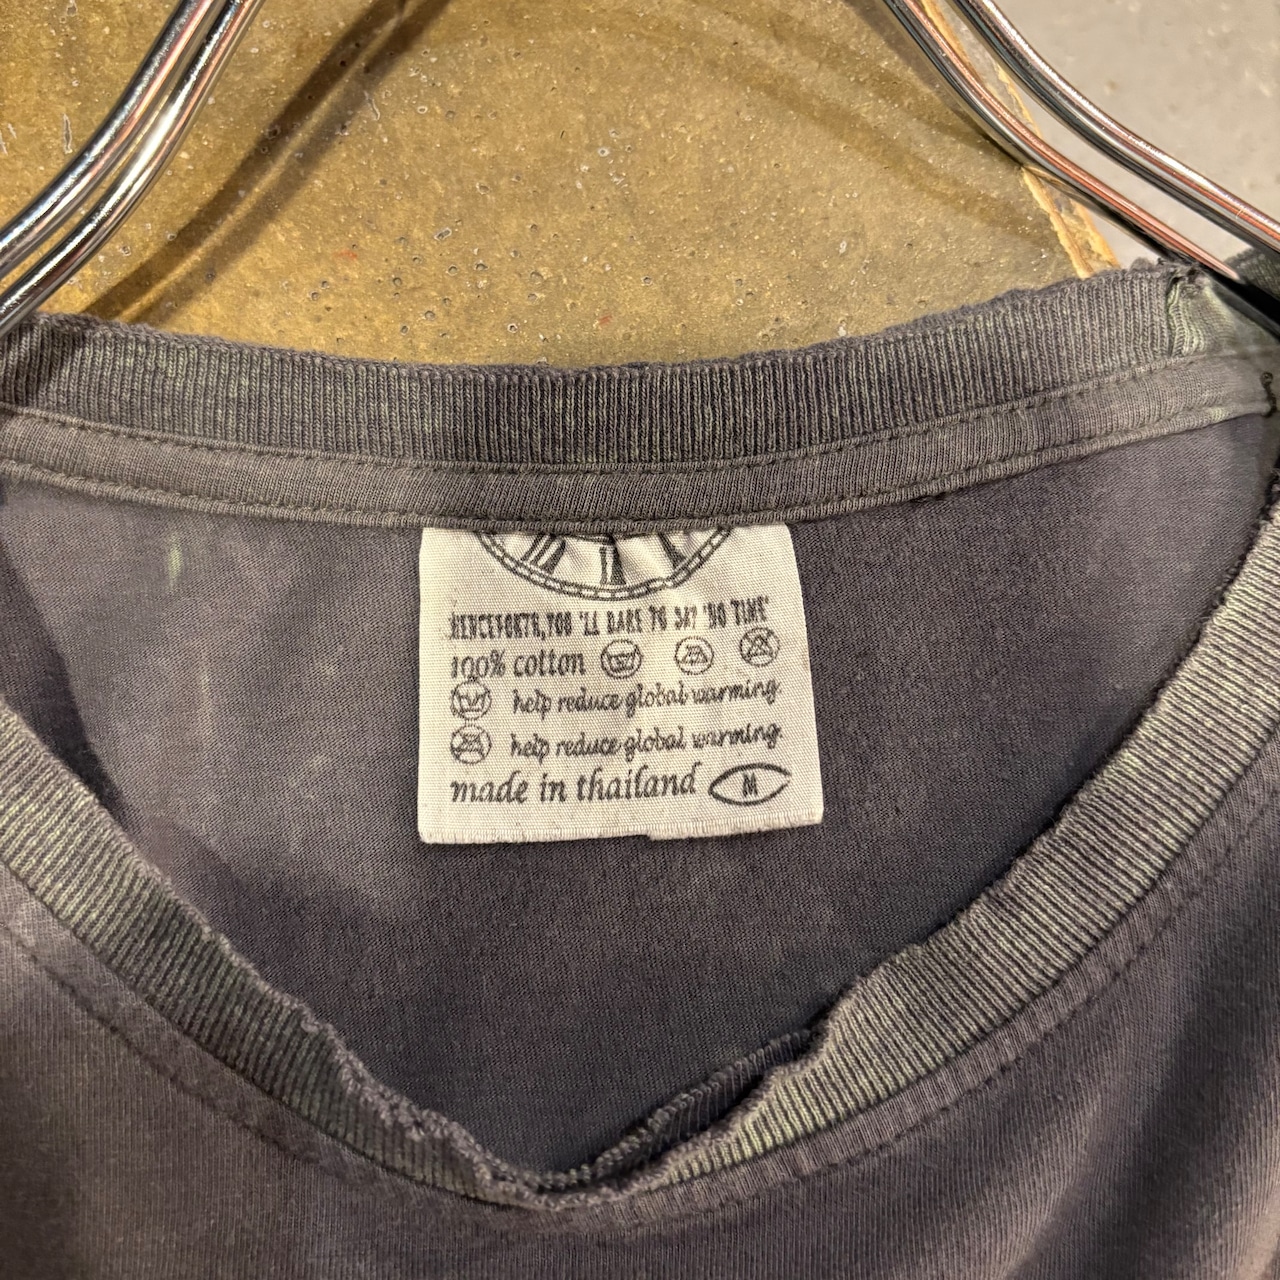 HENCEFORTH, YOU 'LL DARE TO SAY 'NO TIME'
100% cotton
help reduce global warming
help reduce global warming
made in thailand M